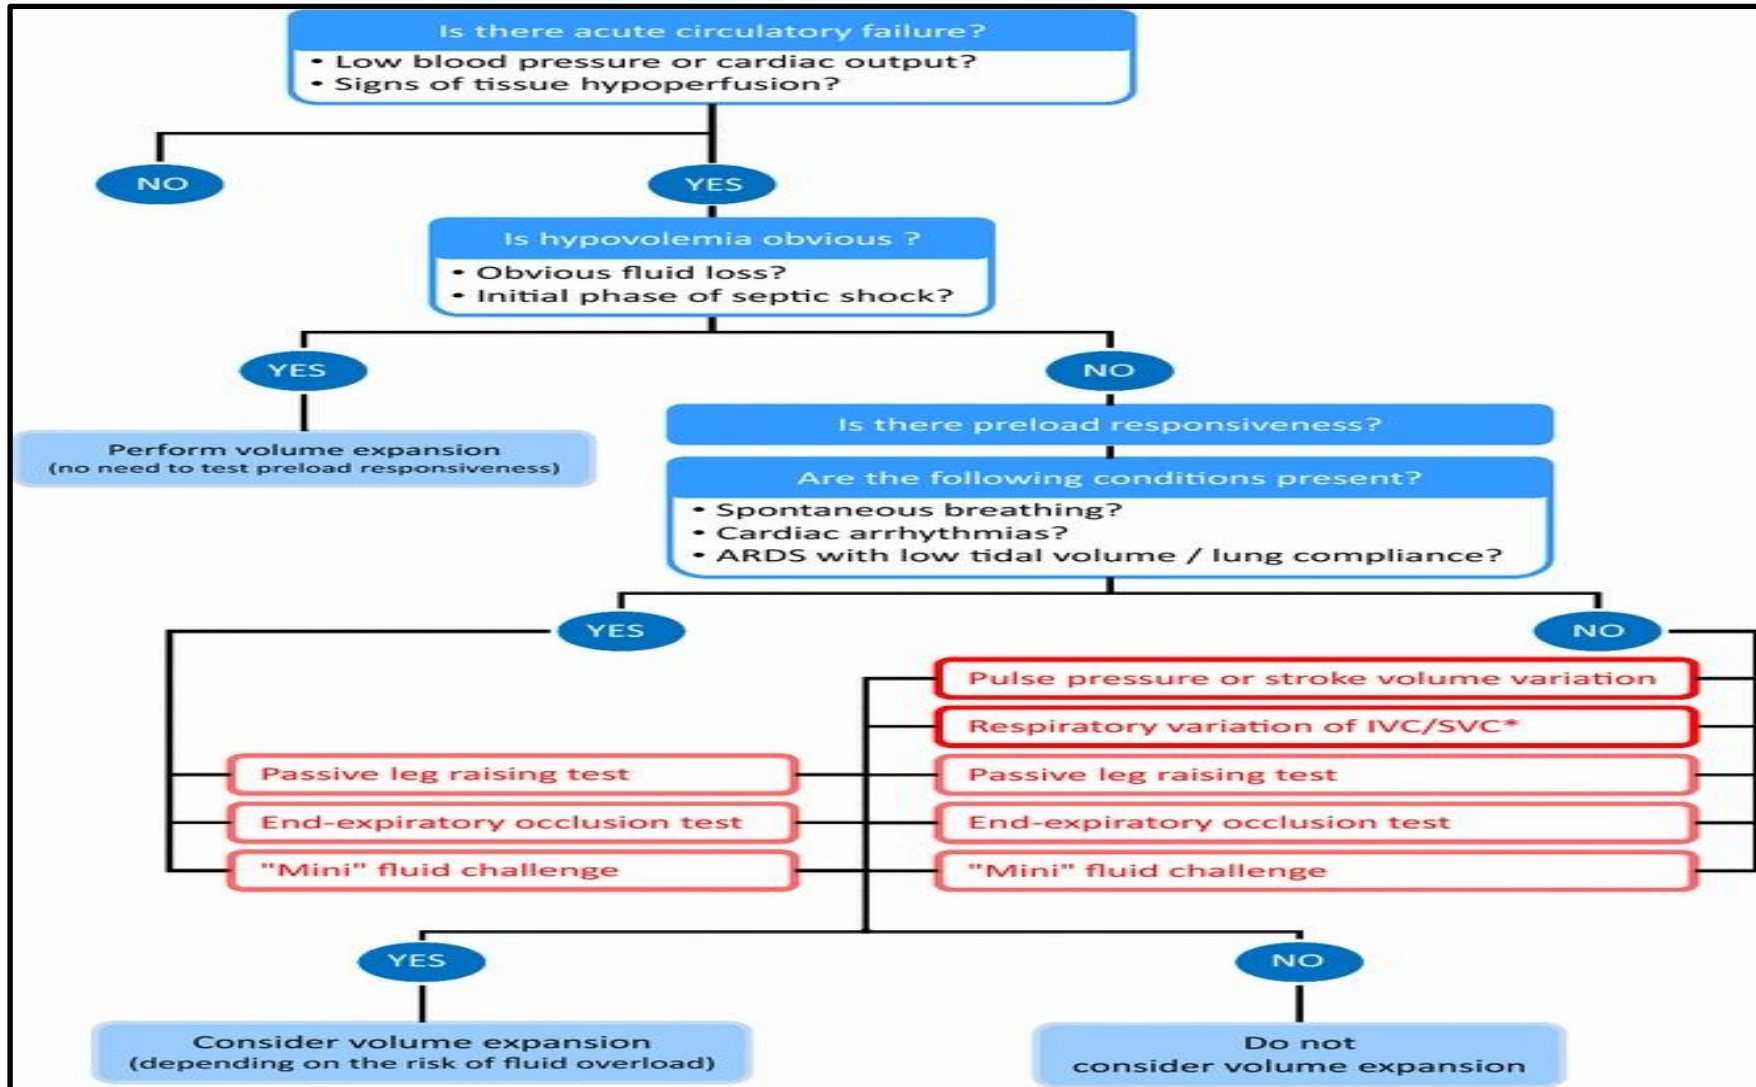 Is there acute circulatory failure?
• Low blood pressure or cardiac output?
• Signs of tissue hypoperfusion?
NO
YES
Is hypovolemia obvious ?
• Obvious fluid loss?
• Initial phase of septic shock?
YES
NO
Perform volume expansion
(no need to test preload responsiveness)
Is there preload responsiveness?
Are the following conditions present?
• Spontaneous breathing?
• Cardiac arrhythmias?
• ARDS with low tidal volume / lung compliance?
YES
NO
Pulse pressure or stroke volume variation
Respiratory variation of IVC/SVC*
Passive leg raising test
End-expiratory occlusion test
"Mini" fluid challenge
Passive leg raising test
End-expiratory occlusion test
"Mini" fluid challenge
YES
NO
Consider volume expansion
(depending on the risk of fluid overload)
Do not
consider volume expansion